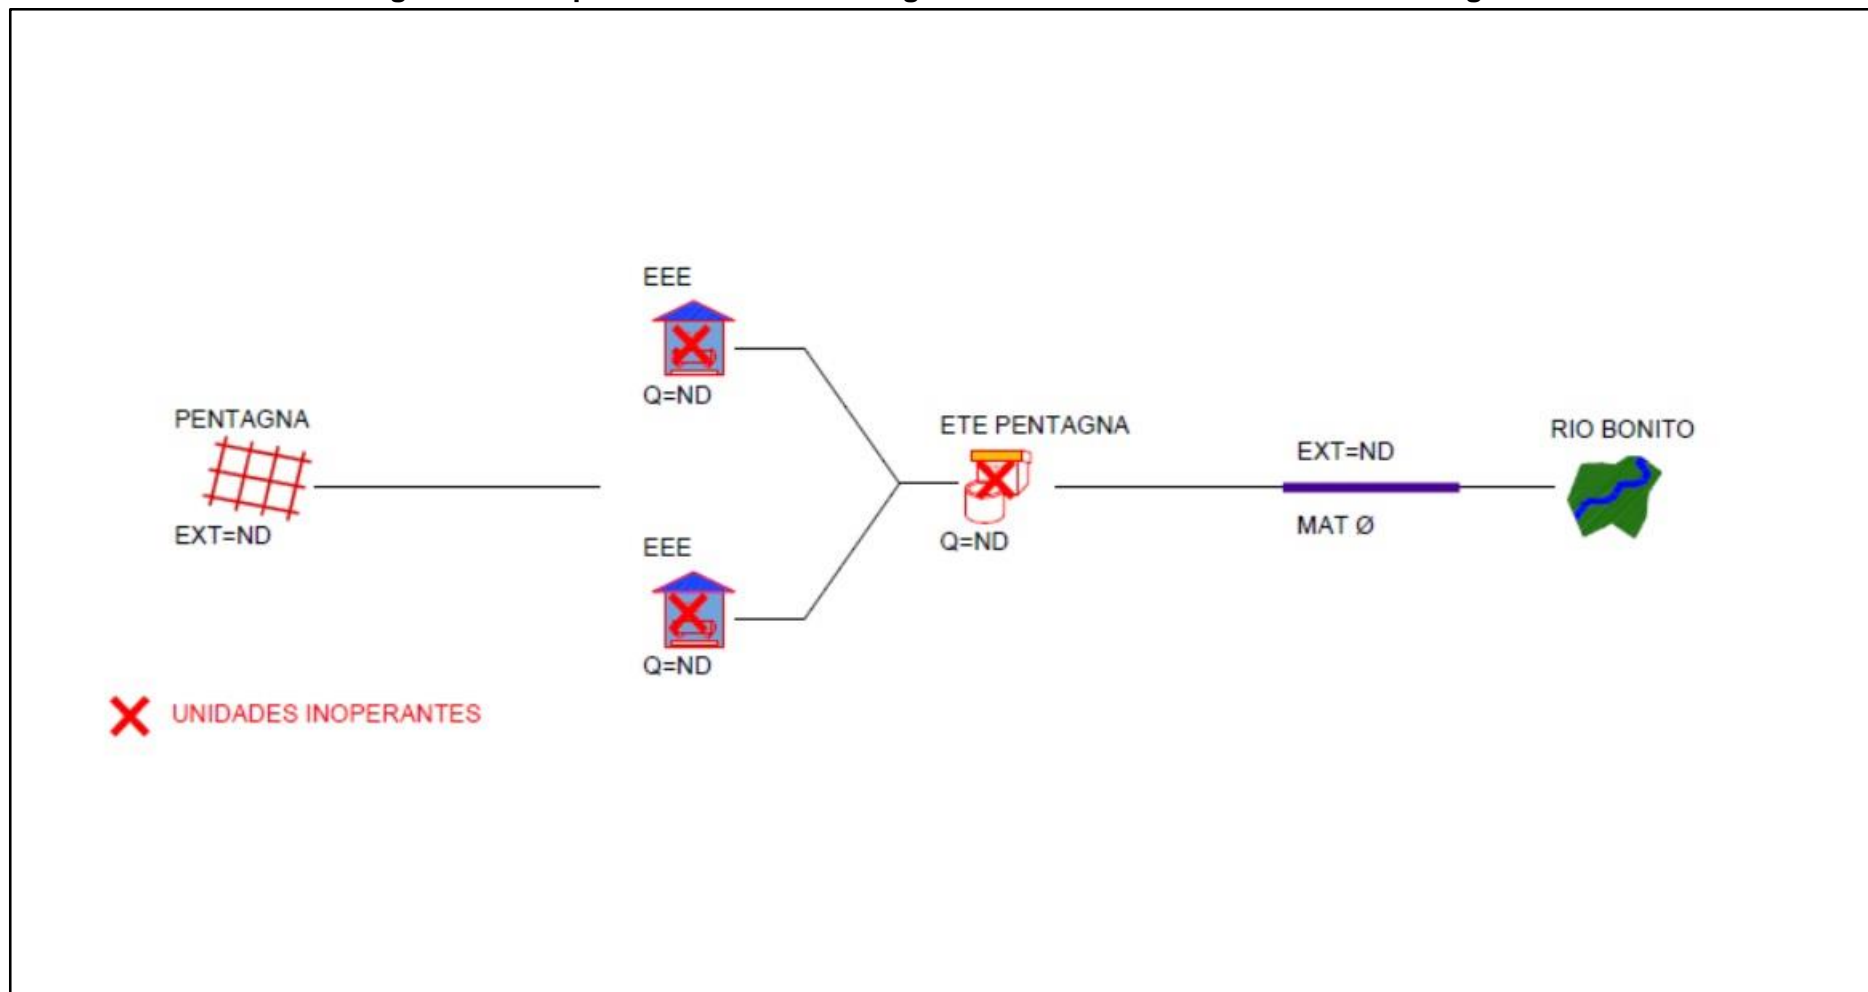 EEE
Q=ND
PENTAGNA
EXT=ND
EEE
Q=ND
ETE PENTAGNA
Q=ND
EXT=ND
MAT Ø
RIO BONITO
UNIDADES INOPERANTES